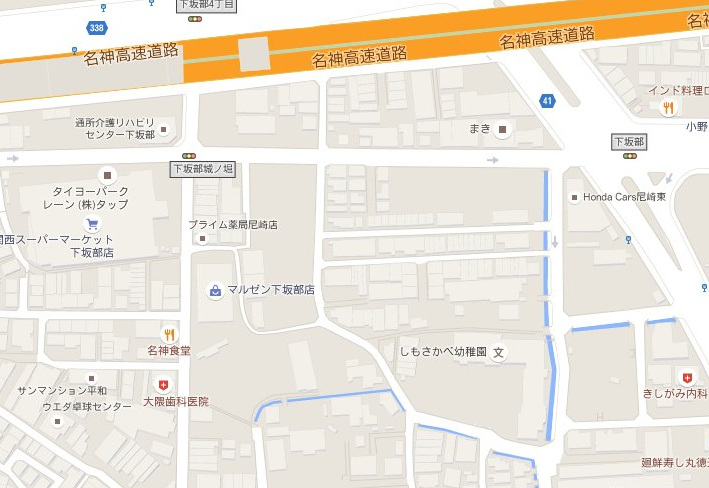 下坂部4丁目
338
名神高速道路
名神高速道路
名神高速道路
名神
インド料理
41
通所介護リハビリ
センター下坂部
まき
下坂部
小野
下坂部城ノ堀
タイヨーパーク
レーン (株)タップ
Honda Cars尼崎東
プライム薬局尼崎店
関西スーパーマーケット
下坂部店
マルゼン下坂部店
名神食堂
しもさかべ幼稚園
文
サンマンション平和
ウエダ卓球センター
大隈歯科医院
きしがみ内科
H
廻鮮寿し丸徳